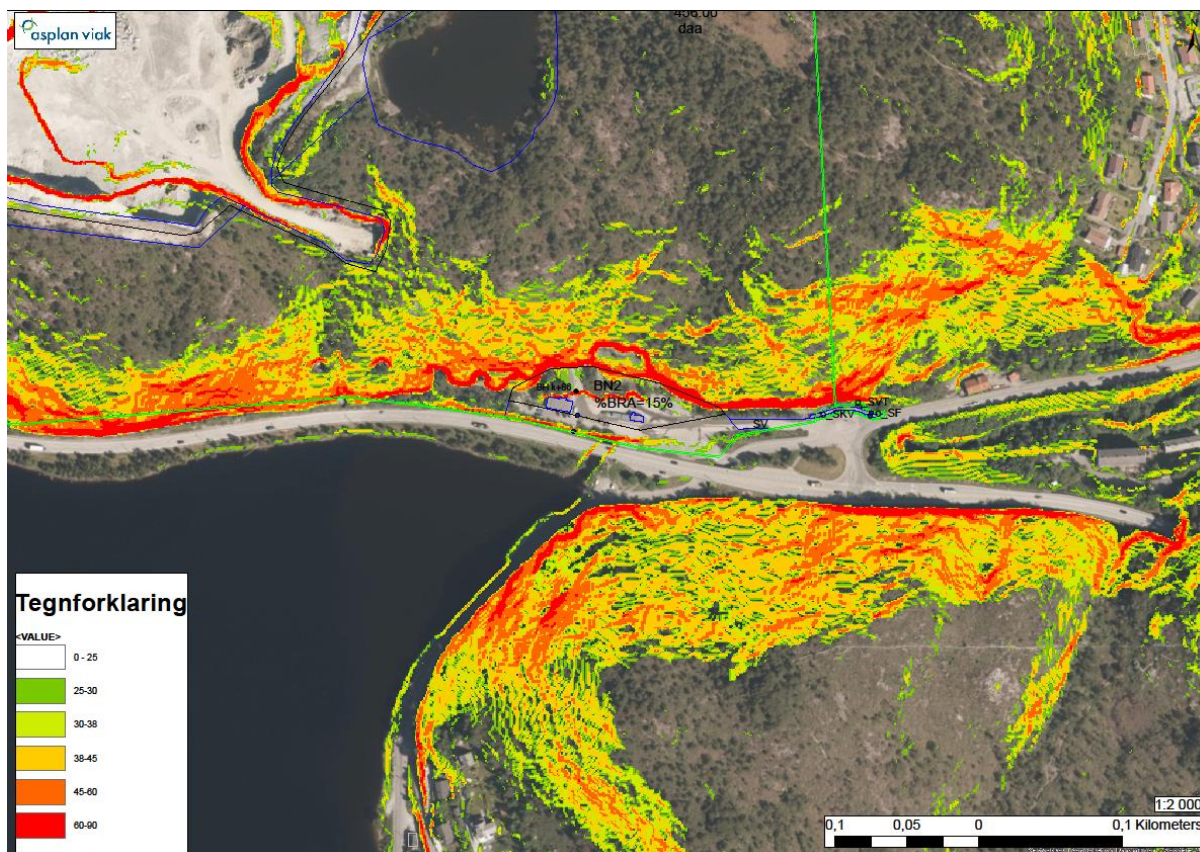 asplan viak
456.00
daa
BN2
%BRA=15%
SV
SKV
SVT
SF
Tegnforklaring
<VALUE>
0 - 25
25-30
30-38
38-45
45-60
60-90
1:2 000
0,1 0,05 0 0,1 Kilometers